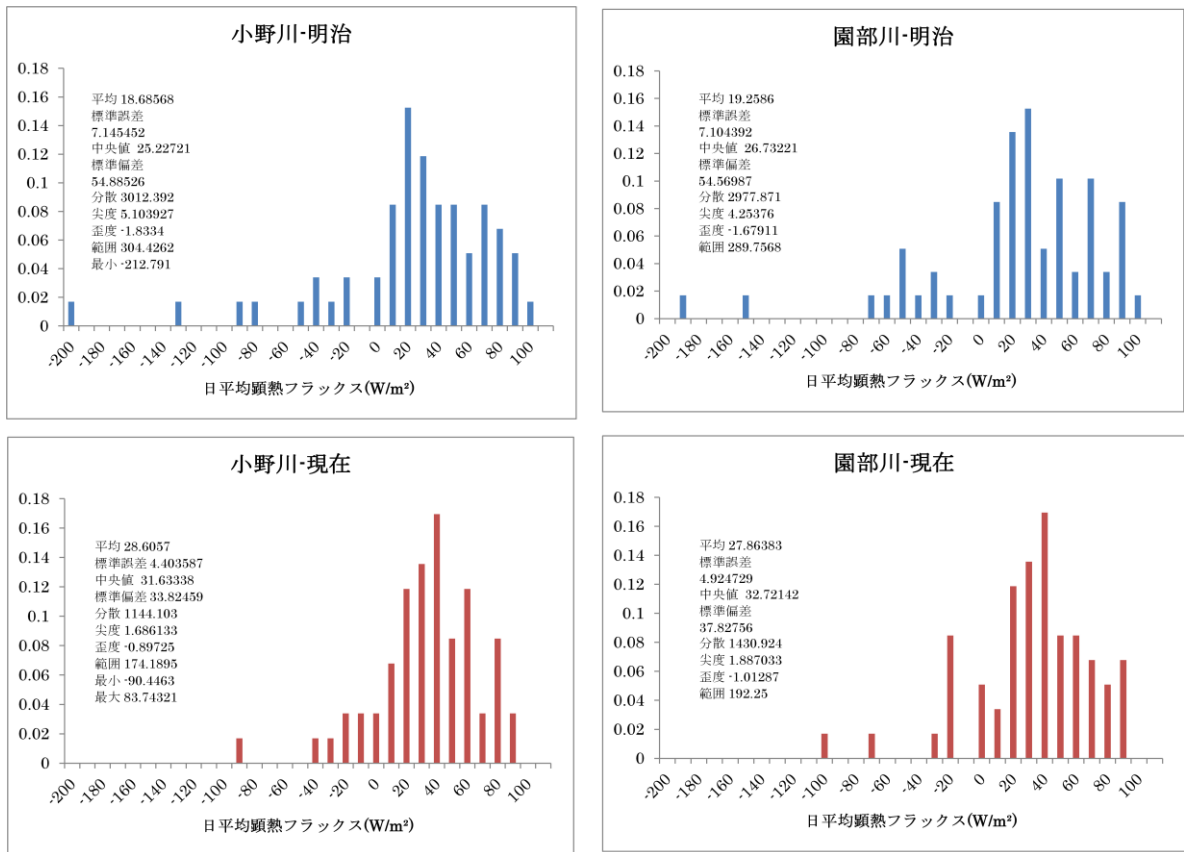 小野川-明治
0.18
0.16
0.14
0.12
0.1
0.08
0.06
0.04
0.02
0
平均 18.68568
標準誤差
7.145452
中央値 25.22721
標準偏差
54.88526
分散 3012.392
尖度 5.103927
歪度 -1.8334
範囲 304.4262
最小 -212.791
-200 -180 -160 -140 -120 -100 -80 -60 -40 -20 0 20 40 60 80 100
日平均顕熱フラックス(W/m²)
園部川-明治
0.18
0.16
0.14
0.12
0.1
0.08
0.06
0.04
0.02
0
平均 19.2586
標準誤差
7.104392
中央値 26.73221
標準偏差
54.56987
分散 2977.871
尖度 4.25376
歪度 -1.67911
範囲 289.7568
-200 -180 -160 -140 -120 -100 -80 -60 -40 -20 0 20 40 60 80 100
日平均顕熱フラックス(W/m²)
小野川-現在
0.18
0.16
0.14
0.12
0.1
0.08
0.06
0.04
0.02
0
平均 28.6057
標準誤差 4.403587
中央値 31.63338
標準偏差 33.82459
分散 1144.103
尖度 1.686133
歪度 -0.89725
範囲 174.1895
最小 -90.4463
最大 83.74321
-200 -180 -160 -140 -120 -100 -80 -60 -40 -20 0 20 40 60 80 100
日平均顕熱フラックス(W/m²)
園部川-現在
0.18
0.16
0.14
0.12
0.1
0.08
0.06
0.04
0.02
0
平均 27.86383
標準誤差
4.924729
中央値 32.72142
標準偏差
37.82756
分散 1430.924
尖度 1.887033
歪度 -1.01287
範囲 192.25
-200 -180 -160 -140 -120 -100 -80 -60 -40 -20 0 20 40 60 80 100
日平均顕熱フラックス(W/m²)